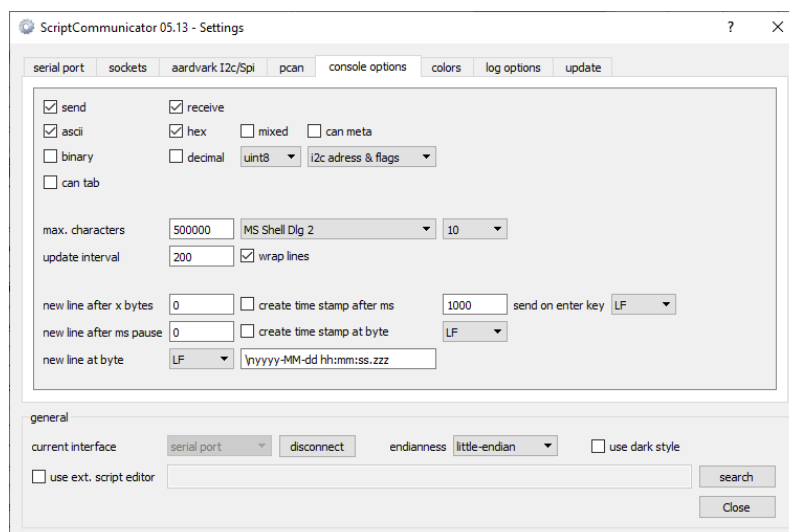 ScriptCommunicator 05.13 - Settings
serial port sockets aardvark I2c/Spi pcan console options colors log options update
send receive
ascii hex mixed can meta
binary decimal uint8 i2c adress & flags
can tab
max. characters 500000 MS Shell Dlg 2 10
update interval 200 wrap lines
new line after x bytes 0 create time stamp after ms 1000 send on enter key LF
new line after ms pause 0 create time stamp at byte LF
new line at byte LF \nyyyy-MM-dd hh:mm:ss.zzz
general
current interface serial port disconnect endianness little-endian use dark style
use ext. script editor search
Close